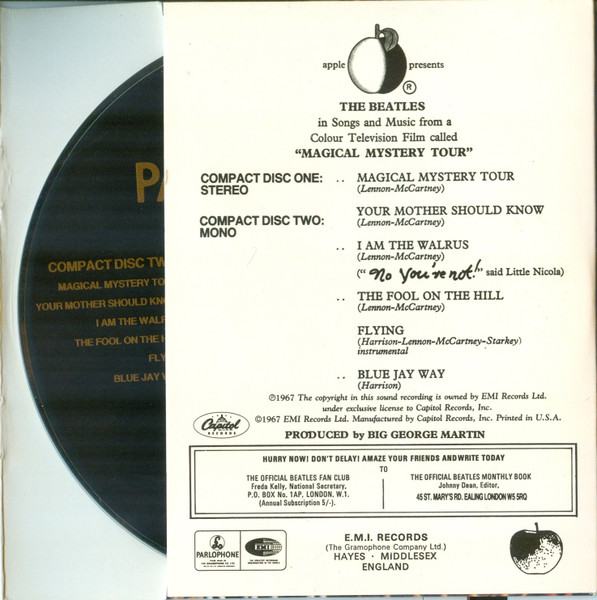 apple presents
®
THE BEATLES
in Songs and Music from a
Colour Television Film called
"MAGICAL MYSTERY TOUR"
COMPACT DISC ONE:
STEREO
COMPACT DISC TWO:
MONO
.. MAGICAL MYSTERY TOUR
(Lennon-McCartney)
YOUR MOTHER SHOULD KNOW
(Lennon-McCartney)
.. I AM THE WALRUS
(Lennon-McCartney)
(" No You're not!" said Little Nicola)
.. THE FOOL ON THE HILL
(Lennon-McCartney)
FLYING
(Harrison-Lennon-McCartney-Starkey)
instrumental
.. BLUE JAY WAY
(Harrison)
℗1967 The copyright in this sound recording is owned by EMI Records Ltd.
under exclusive license to Capitol Records, Inc.
©1967 EMI Records Ltd. Manufactured by Capitol Records, Inc. Printed in U.S.A.
Capitol
RECORDS
PRODUCED by BIG GEORGE MARTIN
HURRY NOW! DON'T DELAY! AMAZE YOUR FRIENDS AND WRITE TODAY
TO
THE OFFICIAL BEATLES FAN CLUB
Freda Kelly, National Secretary,
P.O. BOX No. 1AP, LONDON, W.1.
(Annual Subscription 5/-).
THE OFFICIAL BEATLES MONTHLY BOOK
Johnny Dean, Editor,
45 ST. MARY'S RD. EALING LONDON W5 5RQ
PARLOPHONE
EMI
E.M.I. RECORDS
(The Gramophone Company Ltd.)
HAYES · MIDDLESEX
ENGLAND
PA
COMPACT DISC TW
MAGICAL MYSTERY TO
YOUR MOTHER SHOULD KNO
I AM THE WALR
THE FOOL ON THE H
FLY
BLUE JAY W